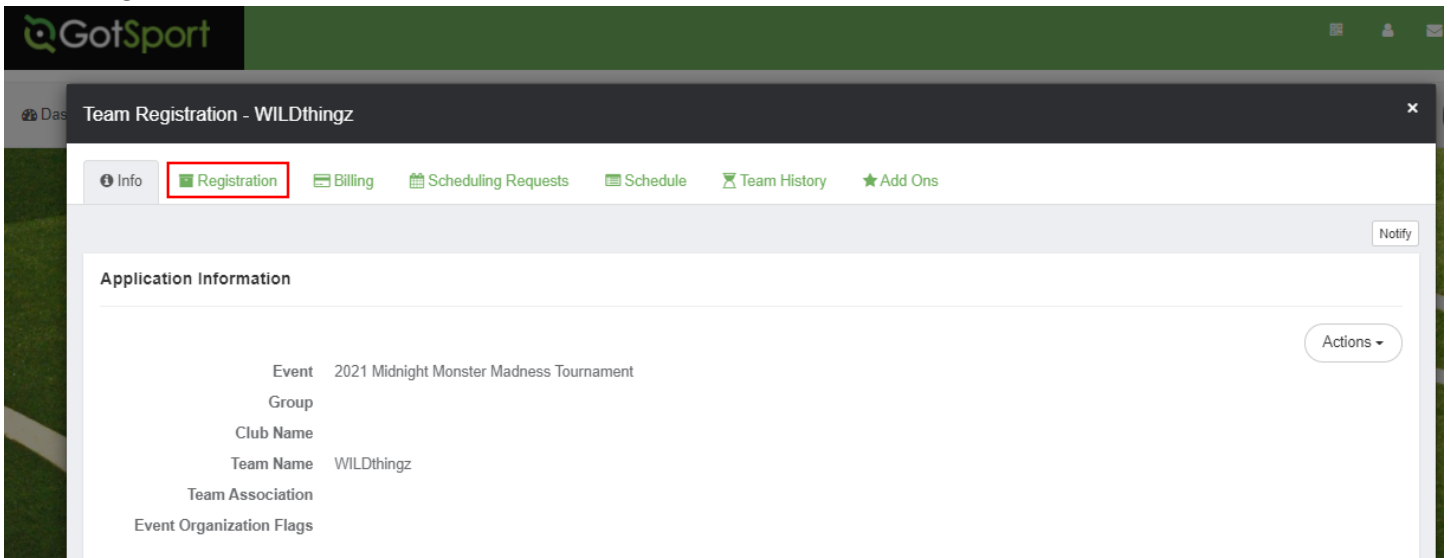 GotSport
Das
Team Registration - WILDthingz ×
Info Registration Billing Scheduling Requests Schedule Team History Add Ons
Notify
Application Information
Actions
Event 2021 Midnight Monster Madness Tournament
Group
Club Name
Team Name WILDthingz
Team Association
Event Organization Flags